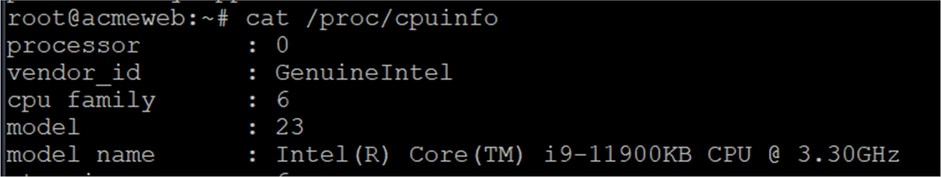 root@acmeweb:~# cat /proc/cpuinfo
processor : 0
vendor_id : GenuineIntel
cpu family : 6
model : 23
model name : Intel(R) Core(TM) i9-11900KB CPU @ 3.30GHz